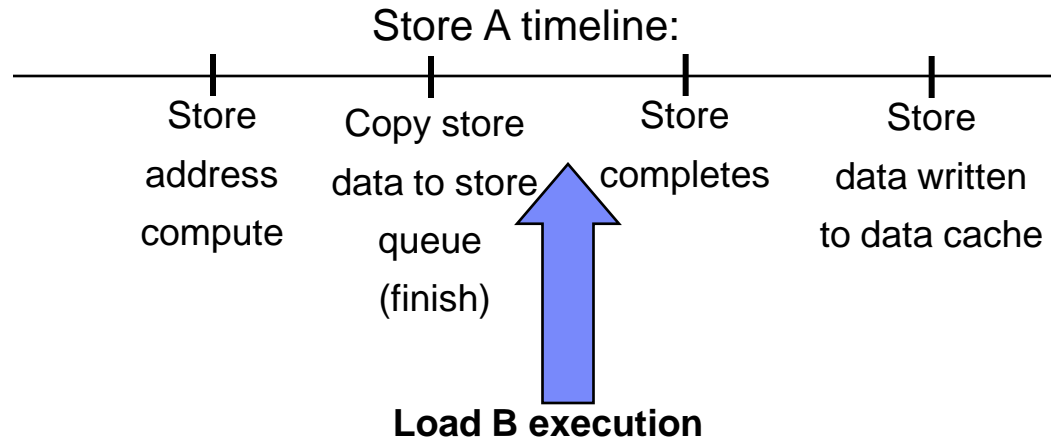 Store A timeline:
Store
address
compute
Copy store
data to store
queue
(finish)
Store
completes
Store
data written
to data cache
Load B execution